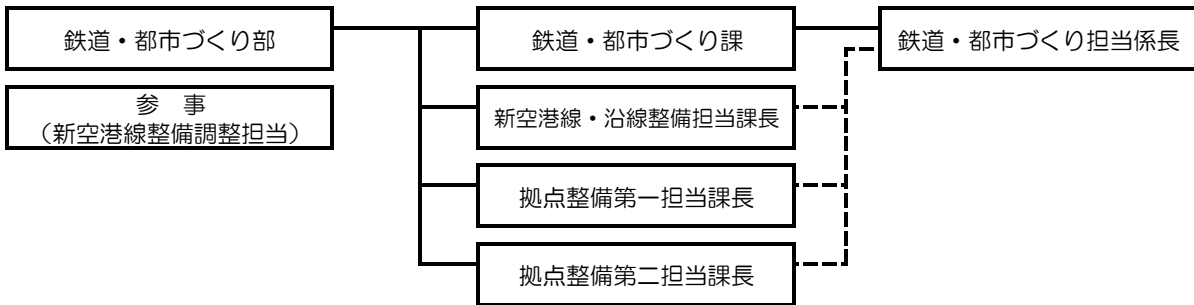 鉄道・都市づくり部
鉄道・都市づくり課
鉄道・都市づくり担当係長
参　事
（新空港線整備調整担当）
新空港線・沿線整備担当課長
拠点整備第一担当課長
拠点整備第二担当課長